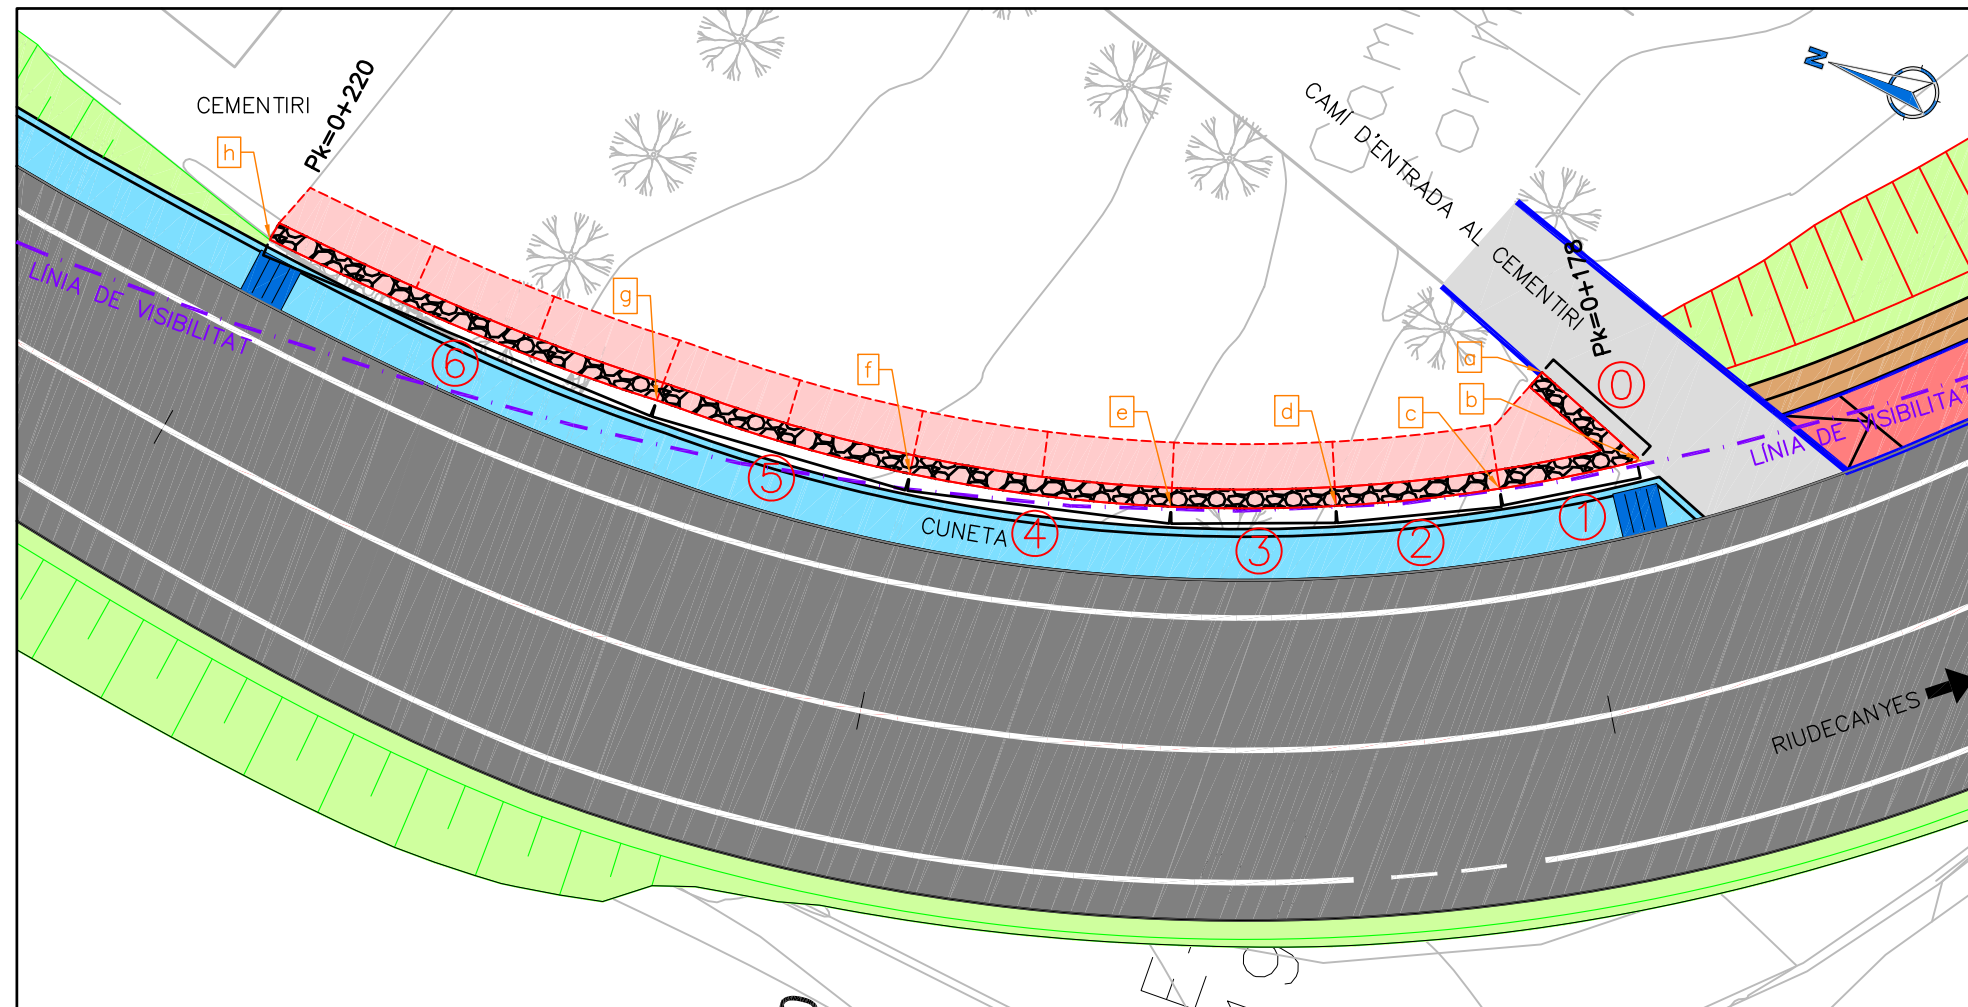 N
Pk=0+220
CEMENTIRI
h
CAMÍ D'ENTRADA AL CEMENTIRI
Pk=0+178
g
LÍNIA DE VISIBILITAT
6
f
a
0
e
d
c
b
LÍNIA DE VISIBILITAT
5
CUNETA
4
3
2
1
RIUDECANYES